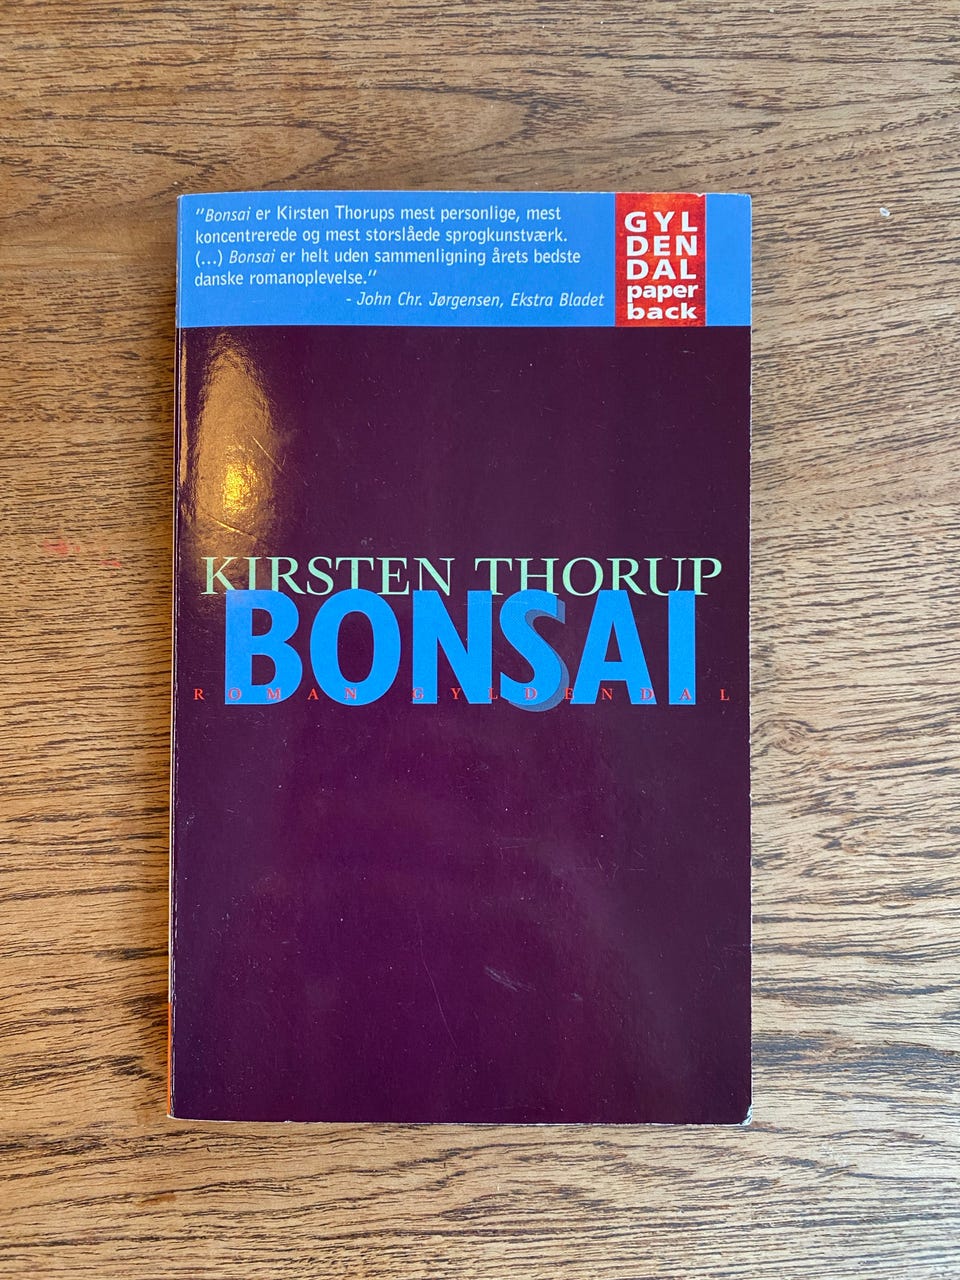 "Bonsai er Kirsten Thorups mest personlige, mest
koncentrerede og mest storslåede sprogkunstværk.
(...) Bonsai er helt uden sammenligning årets bedste
danske romanoplevelse."
- John Chr. Jørgensen, Ekstra Bladet
GYL
DEN
DAL
paper
back
KIRSTEN THORUP
BONSAI
ROMAN GYLDENDAL